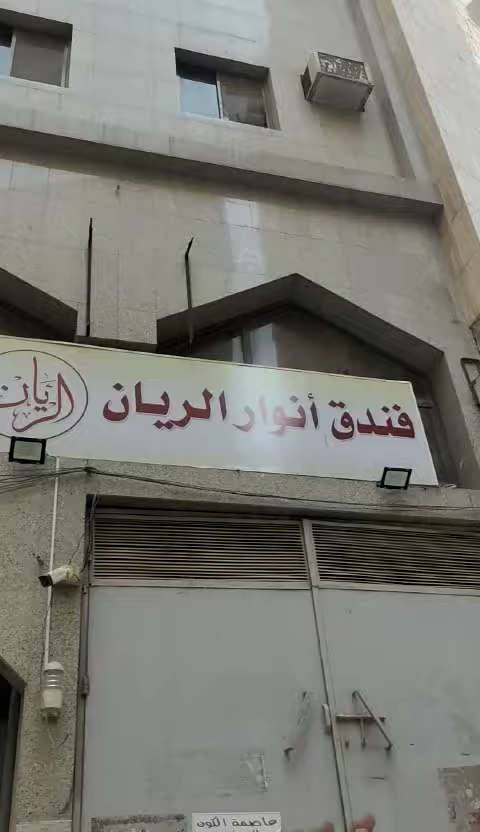 فندق أنوار الريان
الريان
عاصمة الكون